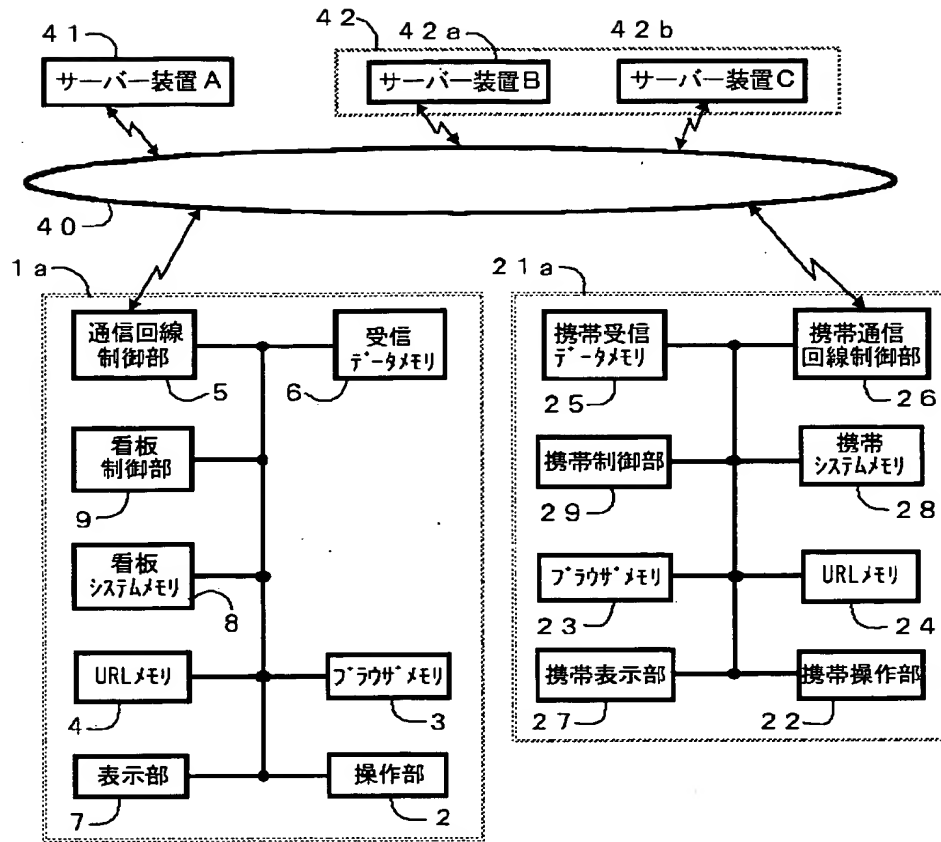 41
サーバー装置A
42
42a
サーバー装置B
42b
サーバー装置C
40
1a
通信回線
制御部
5
受信
データメモリ
6
看板
制御部
9
看板
システムメモリ
8
URLメモリ
4
ブラウザメモリ
3
表示部
7
操作部
2
21a
携帯受信
データメモリ
25
携帯通信
回線制御部
26
携帯制御部
29
携帯
システムメモリ
28
ブラウザメモリ
23
URLメモリ
24
携帯表示部
27
携帯操作部
22